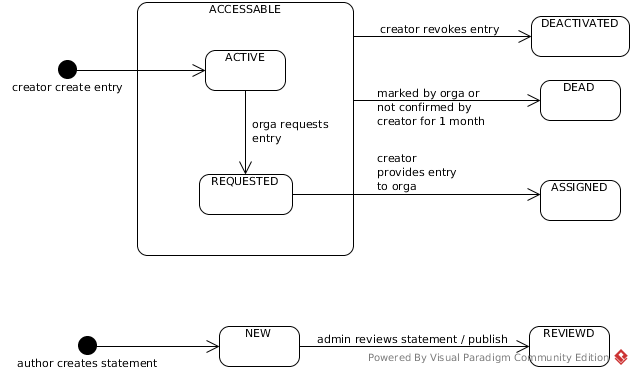 ACCESSABLE
creator revokes entry
DEACTIVATED
ACTIVE
creator create entry
marked by orga or
not confirmed by
creator for 1 month
DEAD
orga requests
entry
creator
provides entry
to orga
REQUESTED
ASSIGNED
NEW
admin reviews statement / publish
REVIEWD
author creates statement
Powered By Visual Paradigm Community Edition